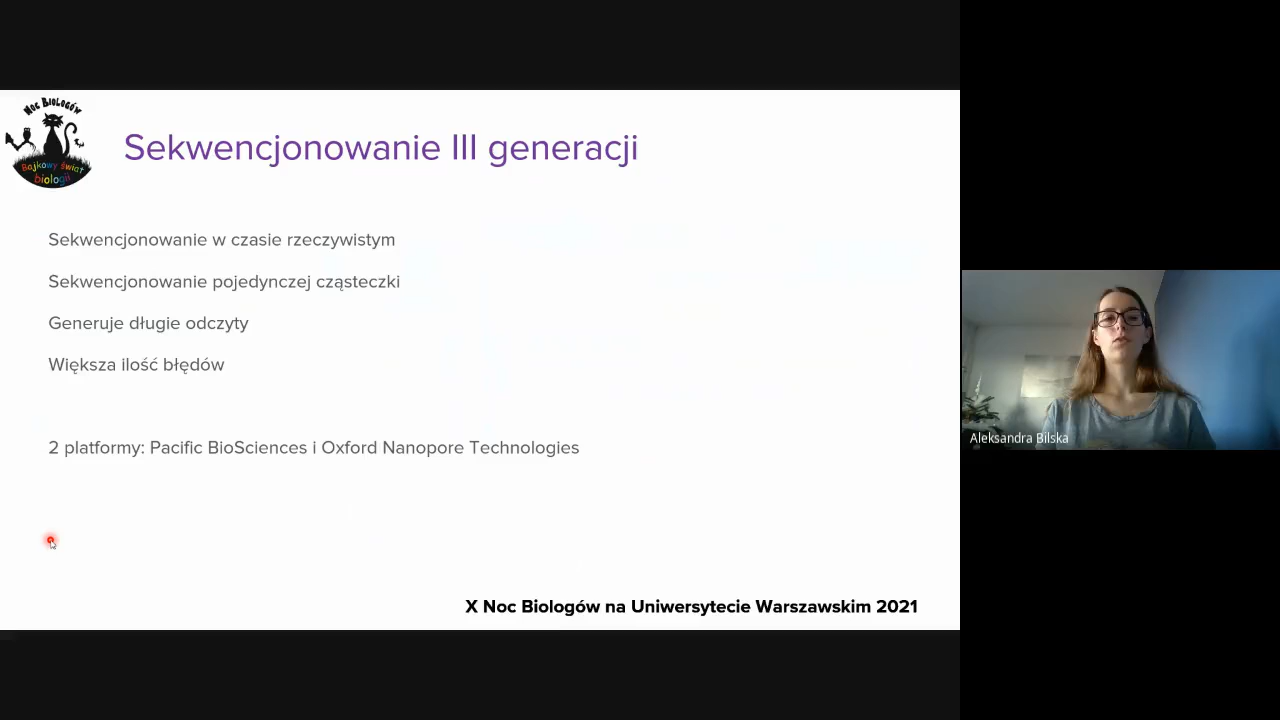 Noc Biologów
Bajkowy świat
biologii
Sekwencjonowanie III generacji
Sekwencjonowanie w czasie rzeczywistym
Sekwencjonowanie pojedynczej cząsteczki
Generuje długie odczyty
Większa ilość błędów
2 platformy: Pacific BioSciences i Oxford Nanopore Technologies
X Noc Biologów na Uniwersytecie Warszawskim 2021
Aleksandra Bilska